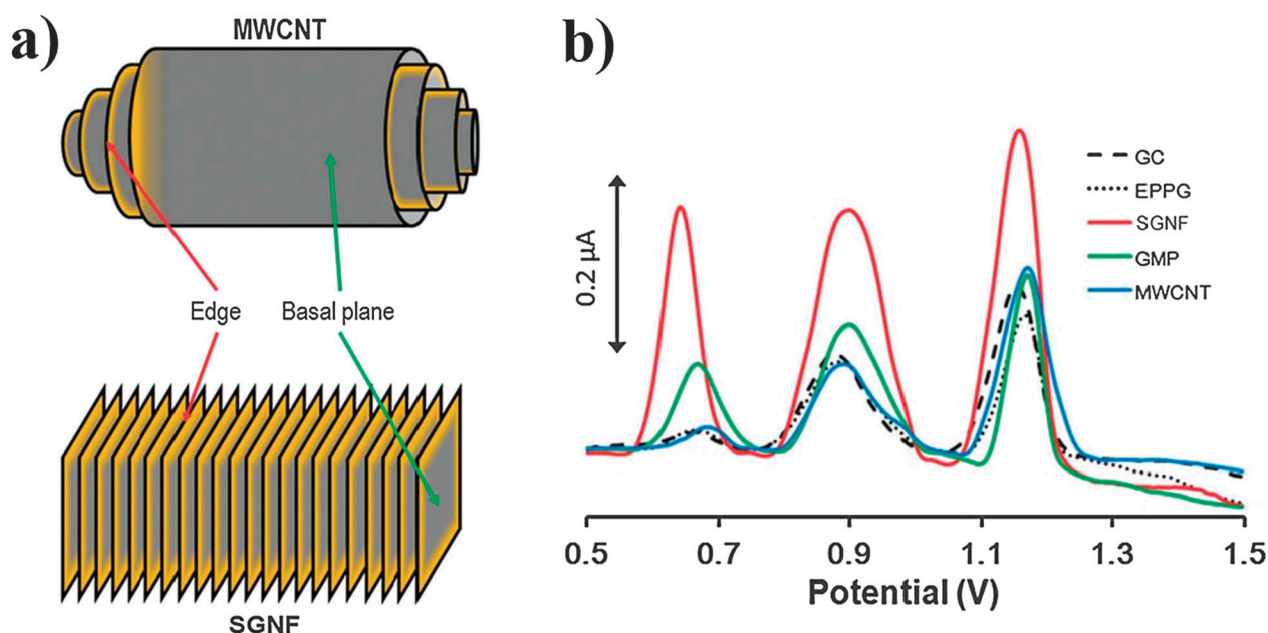 a)
MWCNT
Edge
Basal plane
SGNF
b)
0.2 µA
GC
EPPG
SGNF
GMP
MWCNT
0.5 0.7 0.9 1.1 1.3 1.5
Potential (V)